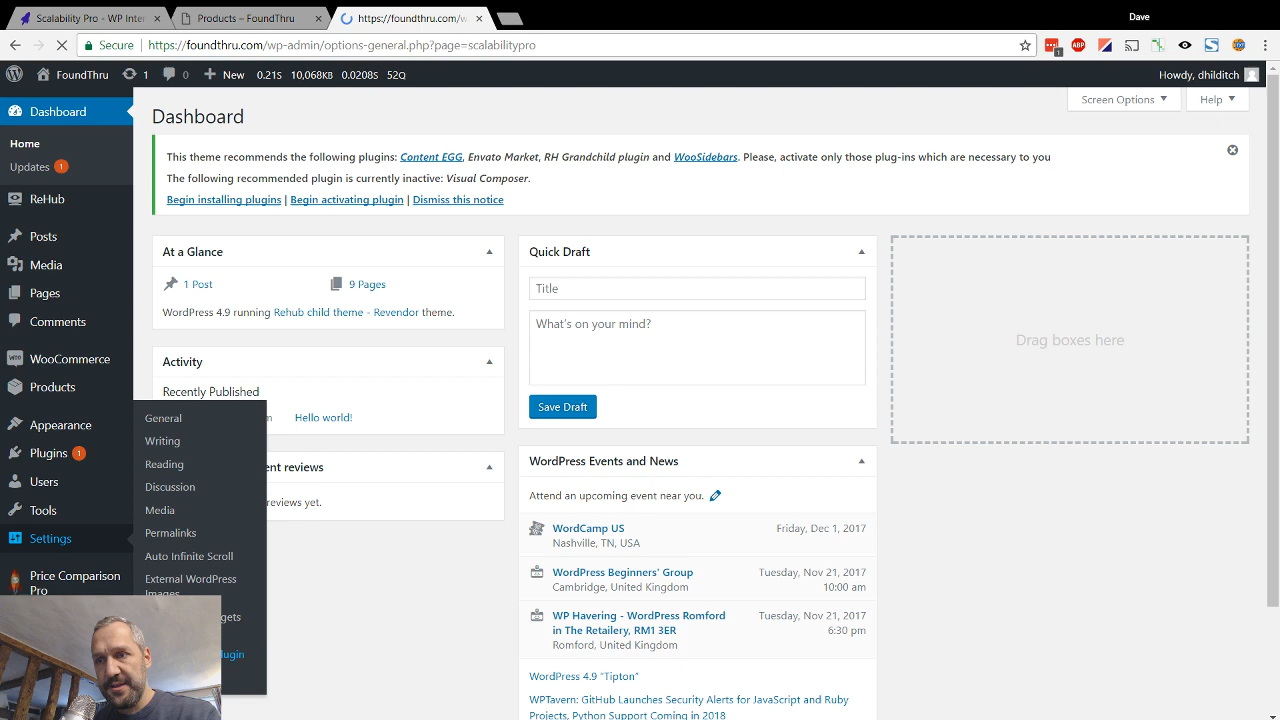 Dave
Scalability Pro - WP Inter
Products – FoundThru
https://foundthru.com/w
Secure
https://foundthru.com/wp-admin/options-general.php?page=scalabilitypro
1
ABP
FoundThru
1
0
New
0.21S
10,068KB
0.0208S
52Q
Howdy, dhilditch
Dashboard
Home
Updates 1
ReHub
Posts
Media
Pages
Comments
WooCommerce
Products
Appearance
Plugins 1
Users
Tools
Settings
Price Comparison
Pro
General
Writing
Reading
Discussion
Media
Permalinks
Auto Infinite Scroll
External WordPress
Images
gets
lugin
Dashboard
Screen Options
Help
This theme recommends the following plugins: Content EGG, Envato Market, RH Grandchild plugin and WooSidebars. Please, activate only those plug-ins which are necessary to you
The following recommended plugin is currently inactive: Visual Composer.
Begin installing plugins | Begin activating plugin | Dismiss this notice
At a Glance
1 Post
9 Pages
WordPress 4.9 running Rehub child theme - Revendor theme.
Activity
Recently Published
m
Hello world!
ent reviews
reviews yet.
Quick Draft
Title
What's on your mind?
Save Draft
WordPress Events and News
Attend an upcoming event near you.
WordCamp US
Nashville, TN, USA
Friday, Dec 1, 2017
WordPress Beginners' Group
Cambridge, United Kingdom
Tuesday, Nov 21, 2017
10:00 am
WP Havering - WordPress Romford
in The Retailery, RM1 3ER
Romford, United Kingdom
Tuesday, Nov 21, 2017
6:30 pm
WordPress 4.9 "Tipton"
WPTavern: GitHub Launches Security Alerts for JavaScript and Ruby
Projects, Python Support Coming in 2018
Drag boxes here